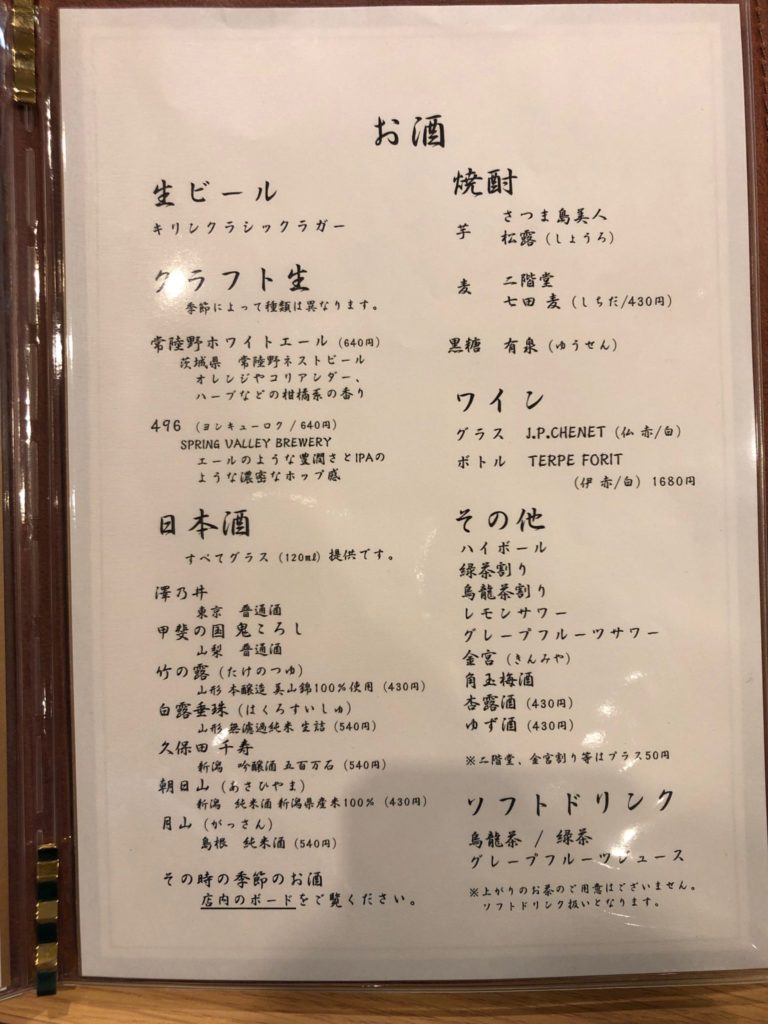 お酒
生ビール
キリンクラシックラガー
クラフト生
季節によって種類は異なります。
常陸野ホワイトエール (640円)
茨城県 常陸野ネストビール
オレンジやコリアンダー、
ハーブなどの柑橘系の香り
496 (ヨンキューロク / 640円)
SPRING VALLEY BREWERY
エールのような豊潤さとIPAの
ような濃密なホップ感
日本酒
すべてグラス (120㎖) 提供です。
澤乃井
東京 普通酒
甲斐の国 鬼ころし
山梨 普通酒
竹の露 (たけのつゆ)
山形 本醸造 美山錦100%使用 (430円)
白露垂珠 (はくろすいしゅ)
山形 無濾過純米 生詰 (540円)
久保田 千寿
新潟 吟醸酒 五百万石 (540円)
朝日山 (あさひやま)
新潟 純米酒 新潟県産米100% (430円)
月山 (がっさん)
島根 純米酒 (540円)
その時の季節のお酒
店内のボードをご覧ください。
焼酎
芋 さつま島美人
松露 (しょうろ)
麦 二階堂
七田 麦 (しちだ/430円)
黒糖 有泉 (ゆうせん)
ワイン
グラス J.P.CHENET (仏 赤/白)
ボトル TERPE FORIT
(伊 赤/白) 1680円
その他
ハイボール
緑茶割り
烏龍茶割り
レモンサワー
グレープフルーツサワー
金宮 (きんみや)
角玉梅酒
杏露酒 (430円)
ゆず酒 (430円)
※二階堂、金宮割り等はプラス50円
ソフトドリンク
烏龍茶 / 緑茶
グレープフルーツジュース
※上がりのお茶のご用意はございません。
ソフトドリンク扱いとなります。